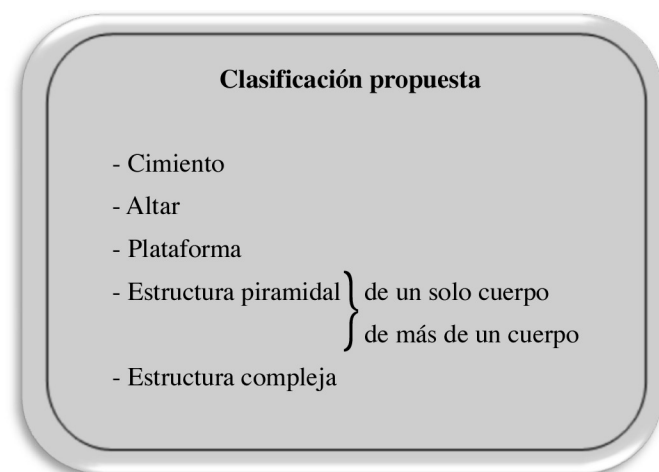 Clasificación propuesta
- Cimiento
- Altar
- Plataforma
- Estructura piramidal } de un solo cuerpo
de más de un cuerpo
- Estructura compleja